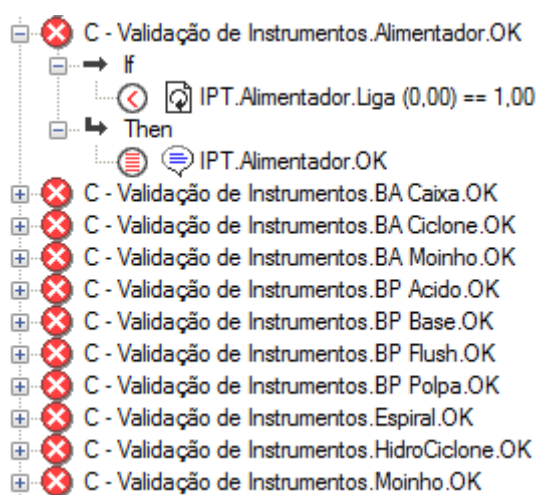 C - Validação de Instrumentos.Alimentador.OK
If
IPT.Alimentador.Liga (0,00) == 1,00
Then
IPT.Alimentador.OK
C - Validação de Instrumentos.BA Caixa.OK
C - Validação de Instrumentos.BA Ciclone.OK
C - Validação de Instrumentos.BA Moinho.OK
C - Validação de Instrumentos.BP Acido.OK
C - Validação de Instrumentos.BP Base.OK
C - Validação de Instrumentos.BP Flush.OK
C - Validação de Instrumentos.BP Polpa.OK
C - Validação de Instrumentos.Espiral.OK
C - Validação de Instrumentos.HidroCiclone.OK
C - Validação de Instrumentos.Moinho.OK